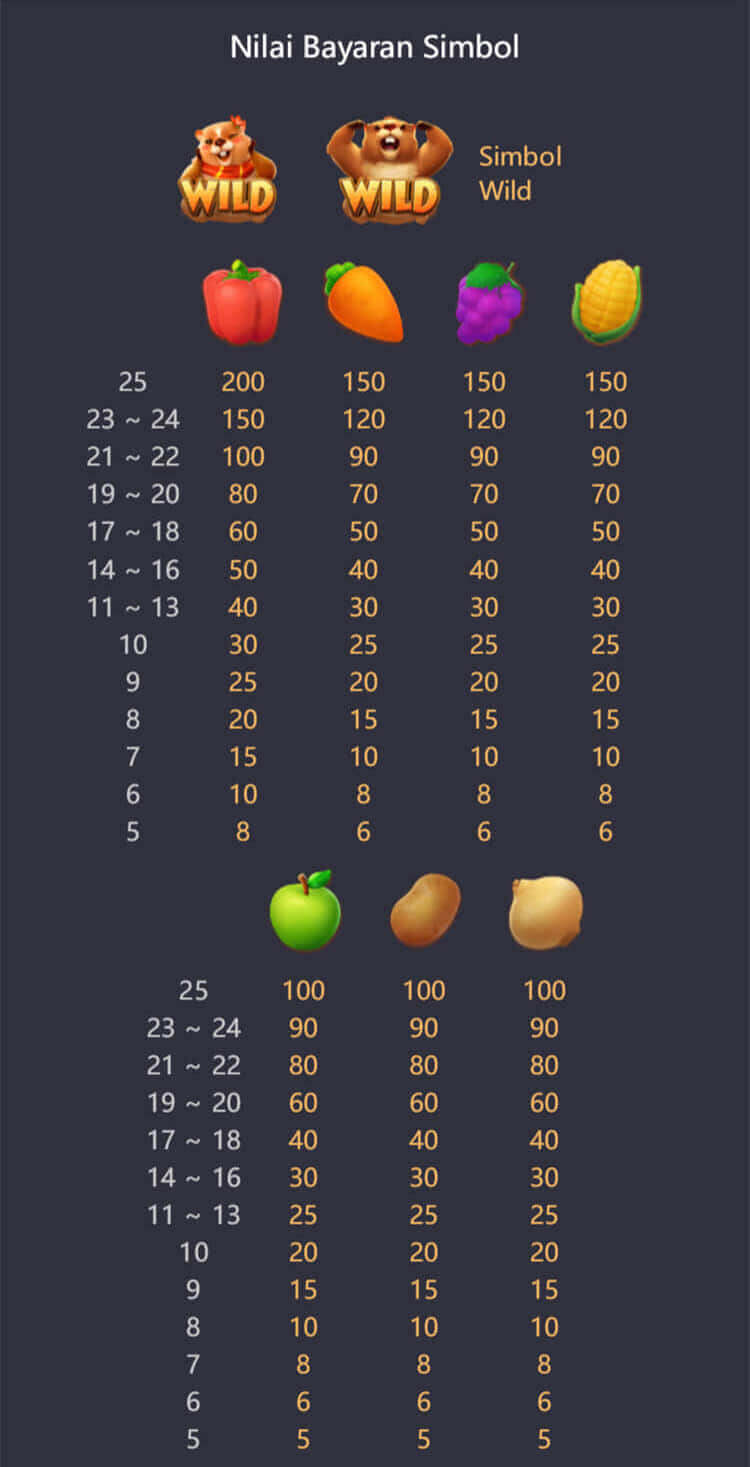 Nilai Bayaran Simbol
WILD WILD Simbol
Wild
25 200 150 150 150
23 ~ 24 150 120 120 120
21 ~ 22 100 90 90 90
19 ~ 20 80 70 70 70
17 ~ 18 60 50 50 50
14 ~ 16 50 40 40 40
11 ~ 13 40 30 30 30
10 30 25 25 25
9 25 20 20 20
8 20 15 15 15
7 15 10 10 10
6 10 8 8 8
5 8 6 6 6
25 100 100 100
23 ~ 24 90 90 90
21 ~ 22 80 80 80
19 ~ 20 60 60 60
17 ~ 18 40 40 40
14 ~ 16 30 30 30
11 ~ 13 25 25 25
10 20 20 20
9 15 15 15
8 10 10 10
7 8 8 8
6 6 6 6
5 5 5 5